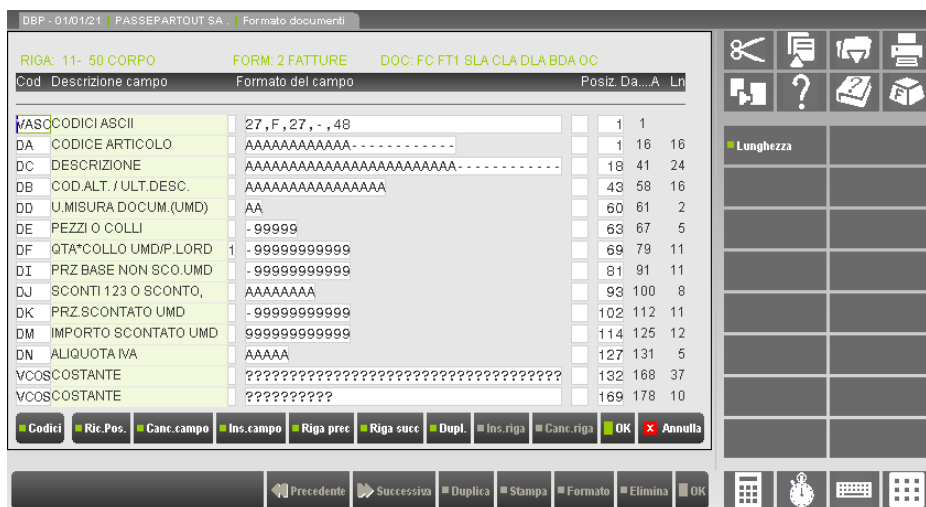 DBP - 01/01/21 | PASSEPARTOUT SA . | Formato documenti
RIGA: 11- 50 CORPO FORM: 2 FATTURE DOC: FC FT1 SLA CLA DLA BDA OC
Cod Descrizione campo Formato del campo Posiz. Da....A Ln
VASC CODICI ASCII 27,F,27,-,48 1 1
DA CODICE ARTICOLO AAAAAAAAAAAA------------ 1 16 16
DC DESCRIZIONE AAAAAAAAAAAAAAAAAAAAAAAA------------ 18 41 24
DB COD.ALT. / ULT.DESC. AAAAAAAAAAAAAAAA 43 58 16
DD U.MISURA DOCUM.(UMD) AA 60 61 2
DE PEZZI O COLLI -99999 63 67 5
DF QTA*COLLO UMD/P.LORD 1 -99999999999 69 79 11
DI PRZ BASE NON SCO.UMD -99999999999 81 91 11
DJ SCONTI 123 O SCONTO, AAAAAAAA 93 100 8
DK PRZ.SCONTATO UMD -99999999999 102 112 11
DM IMPORTO SCONTATO UMD 999999999999 114 125 12
DN ALIQUOTA IVA AAAAA 127 131 5
VCOS COSTANTE ????????????????????????????????????? 132 168 37
VCOS COSTANTE ?????????? 169 178 10
Codici Ric.Pos. Canc.campo Ins.campo Riga prec Riga succ Dupl. Ins.riga Canc.riga OK X Annulla
Lunghezza
Precedente Successiva Duplica Stampa Formato Elimina OK